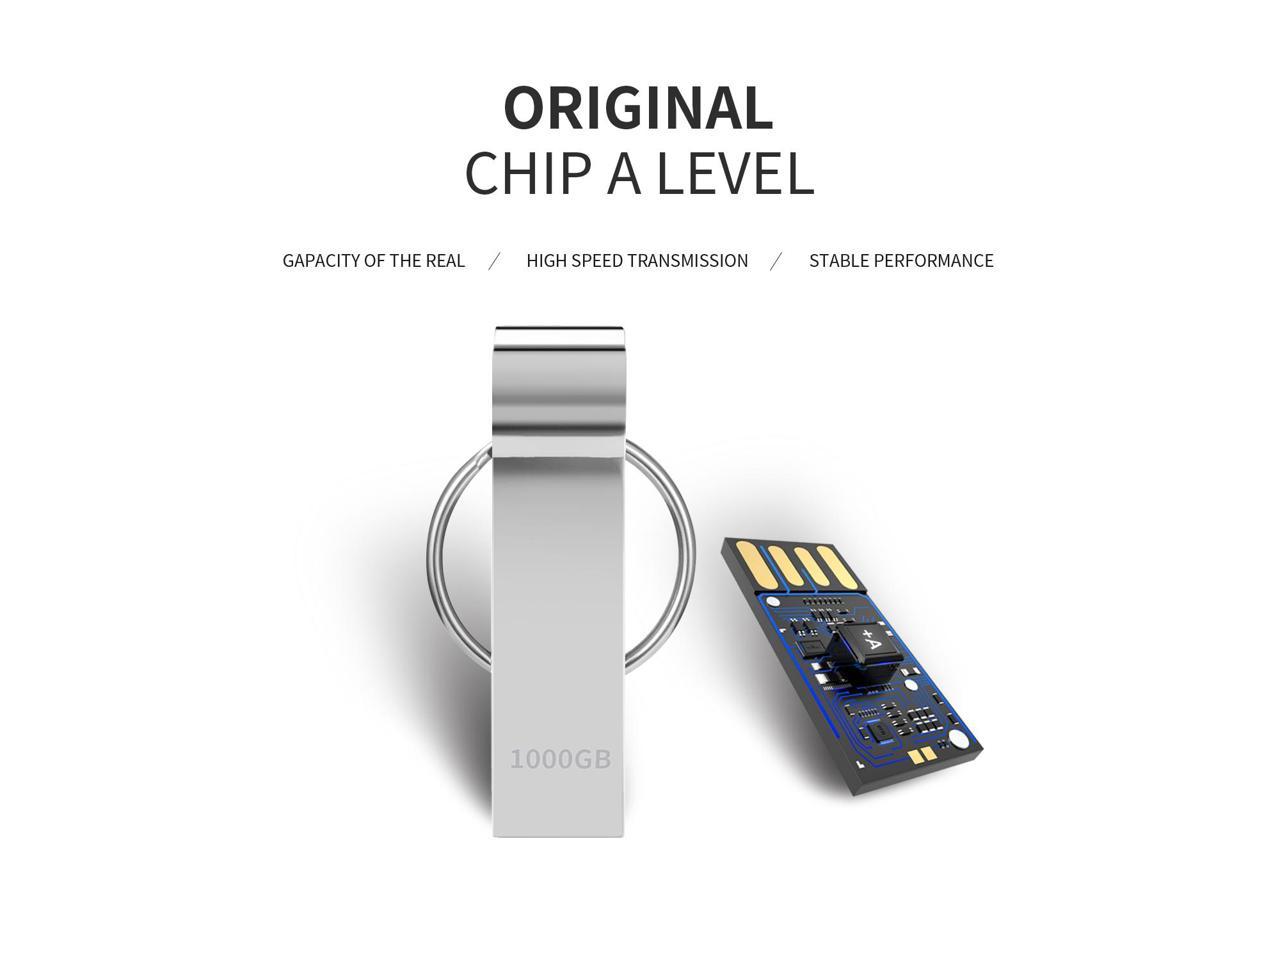 ORIGINAL
CHIP A LEVEL
GAPACITY OF THE REAL / HIGH SPEED TRANSMISSION / STABLE PERFORMANCE
+A
1000GB